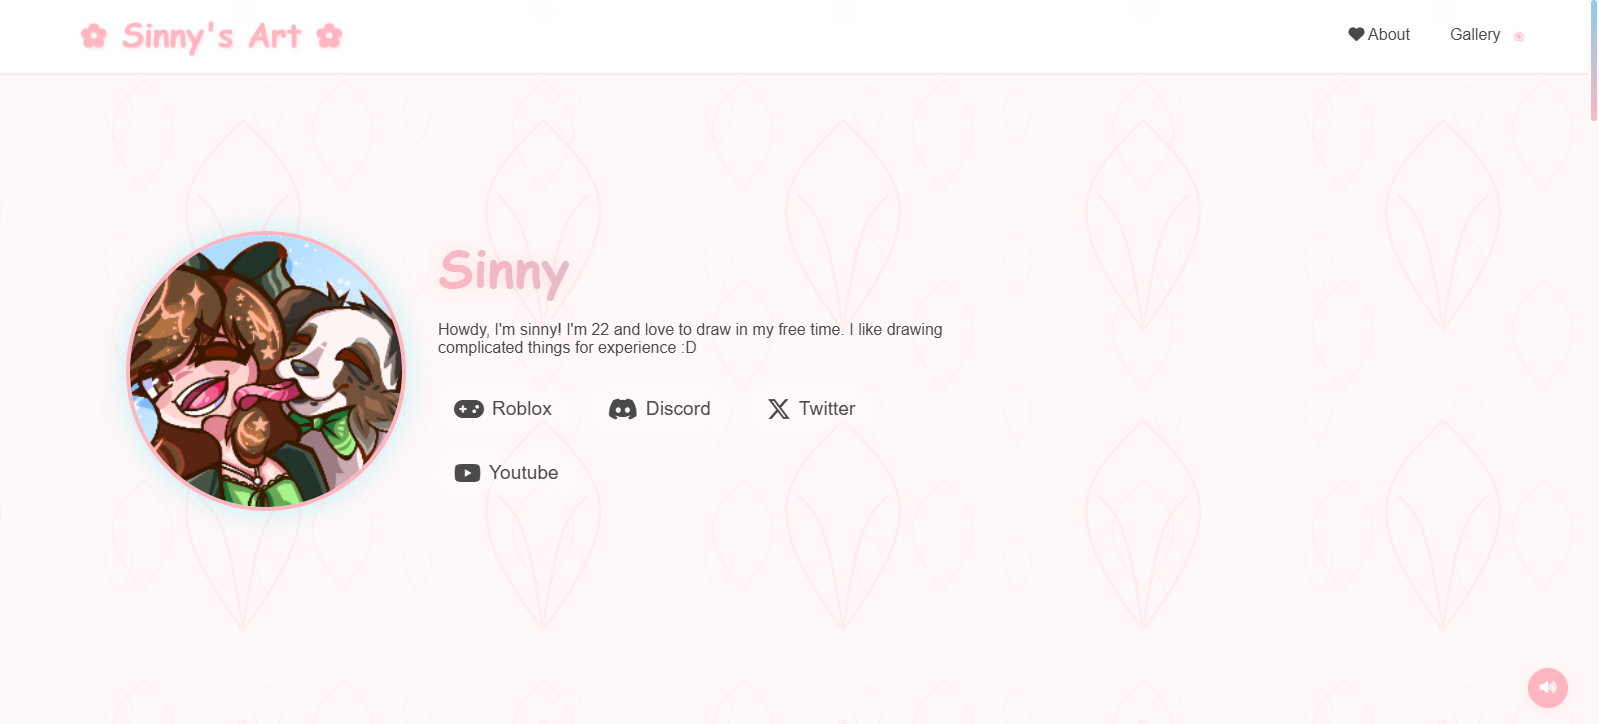 Sinny's Art
About
Gallery
Sinny
Howdy, I'm sinny! I'm 22 and love to draw in my free time. I like drawing
complicated things for experience :D
Roblox
Discord
Twitter
Youtube